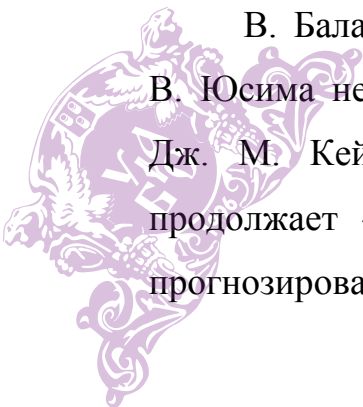 В. Бала
В. Юсима не
Дж. М. Кей
продолжает
прогнозирова